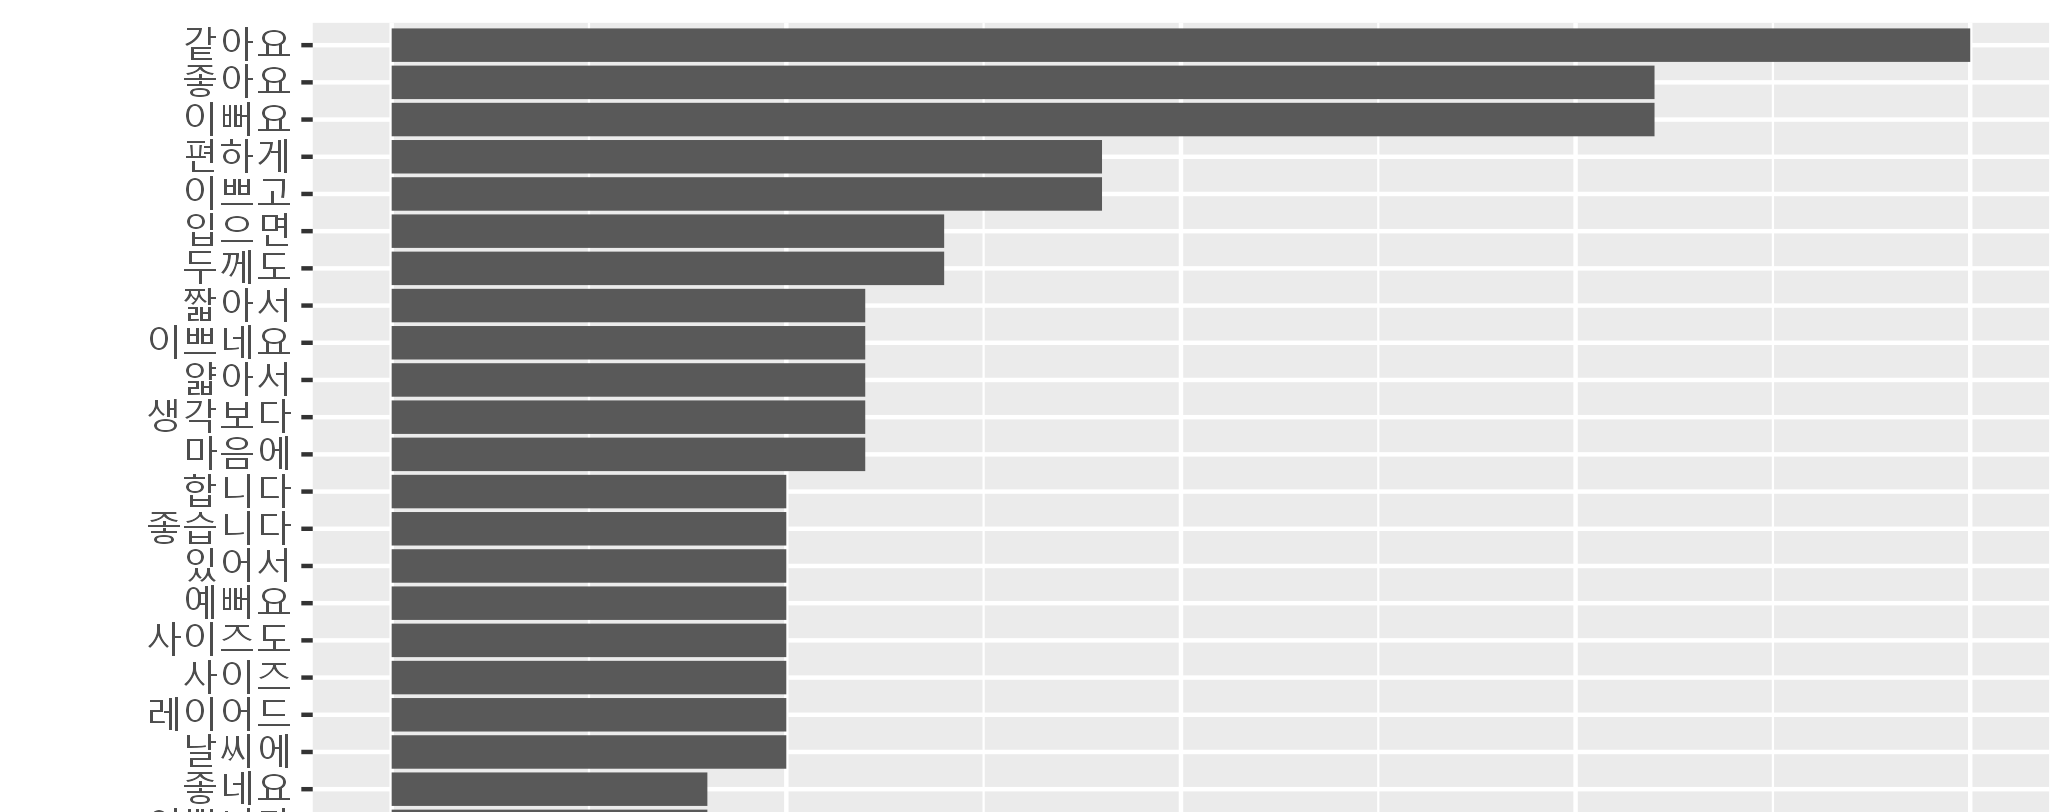 같아요
좋아요
이뻐요
편하게
이쁘고
입으면
두께도
짧아서
이쁘네요
얇아서
생각보다
마음에
합니다
좋습니다
있어서
예뻐요
사이즈도
사이즈
레이어드
날씨에
좋네요